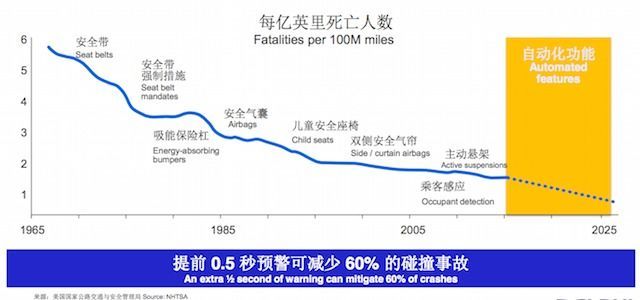 每亿英里死亡人数
Fatalities per 100M miles
6
5
4
3
2
1
安全带
Seat belts
安全带
强制措施
Seat belt
mandates
吸能保险杠
Energy-absorbing
bumpers
安全气囊
Airbags
儿童安全座椅
Child seats
双侧安全气帘
Side / curtain airbags
主动悬架
Active suspensions
乘客感应
Occupant detection
自动化功能
Automated
features
1965
1985
2005
2025
提前 0.5 秒预警可减少 60% 的碰撞事故
An extra ½ second of warning can mitigate 60% of crashes
来源：美国国家公路交通与安全管理局 Source: NHTSA